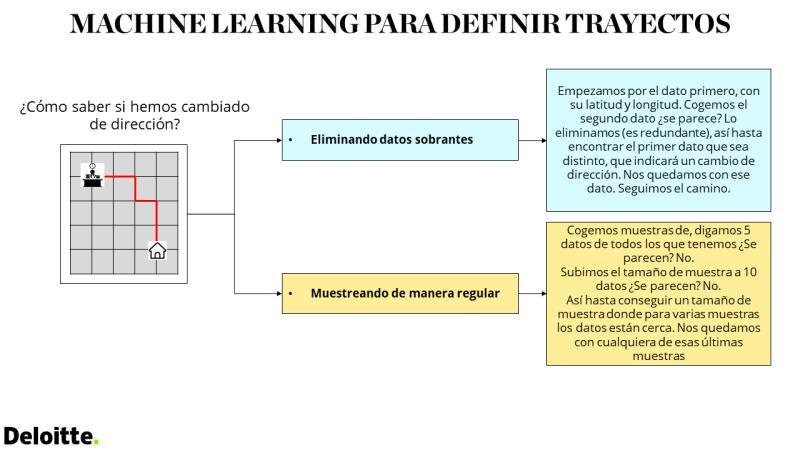 MACHINE LEARNING PARA DEFINIR TRAYECTOS
¿Cómo saber si hemos cambiado
de dirección?
• Eliminando datos sobrantes
Empezamos por el dato primero, con
su latitud y longitud. Cogemos el
segundo dato ¿se parece? Lo
eliminamos (es redundante), así hasta
encontrar el primer dato que sea
distinto, que indicará un cambio de
dirección. Nos quedamos con ese
dato. Seguimos el camino.
• Muestreando de manera regular
Cogemos muestras de, digamos 5
datos de todos los que tenemos ¿Se
parecen? No.
Subimos el tamaño de muestra a 10
datos ¿Se parecen? No.
Así hasta conseguir un tamaño de
muestra donde para varias muestras
los datos están cerca. Nos quedamos
con cualquiera de esas últimas
muestras
Deloitte.